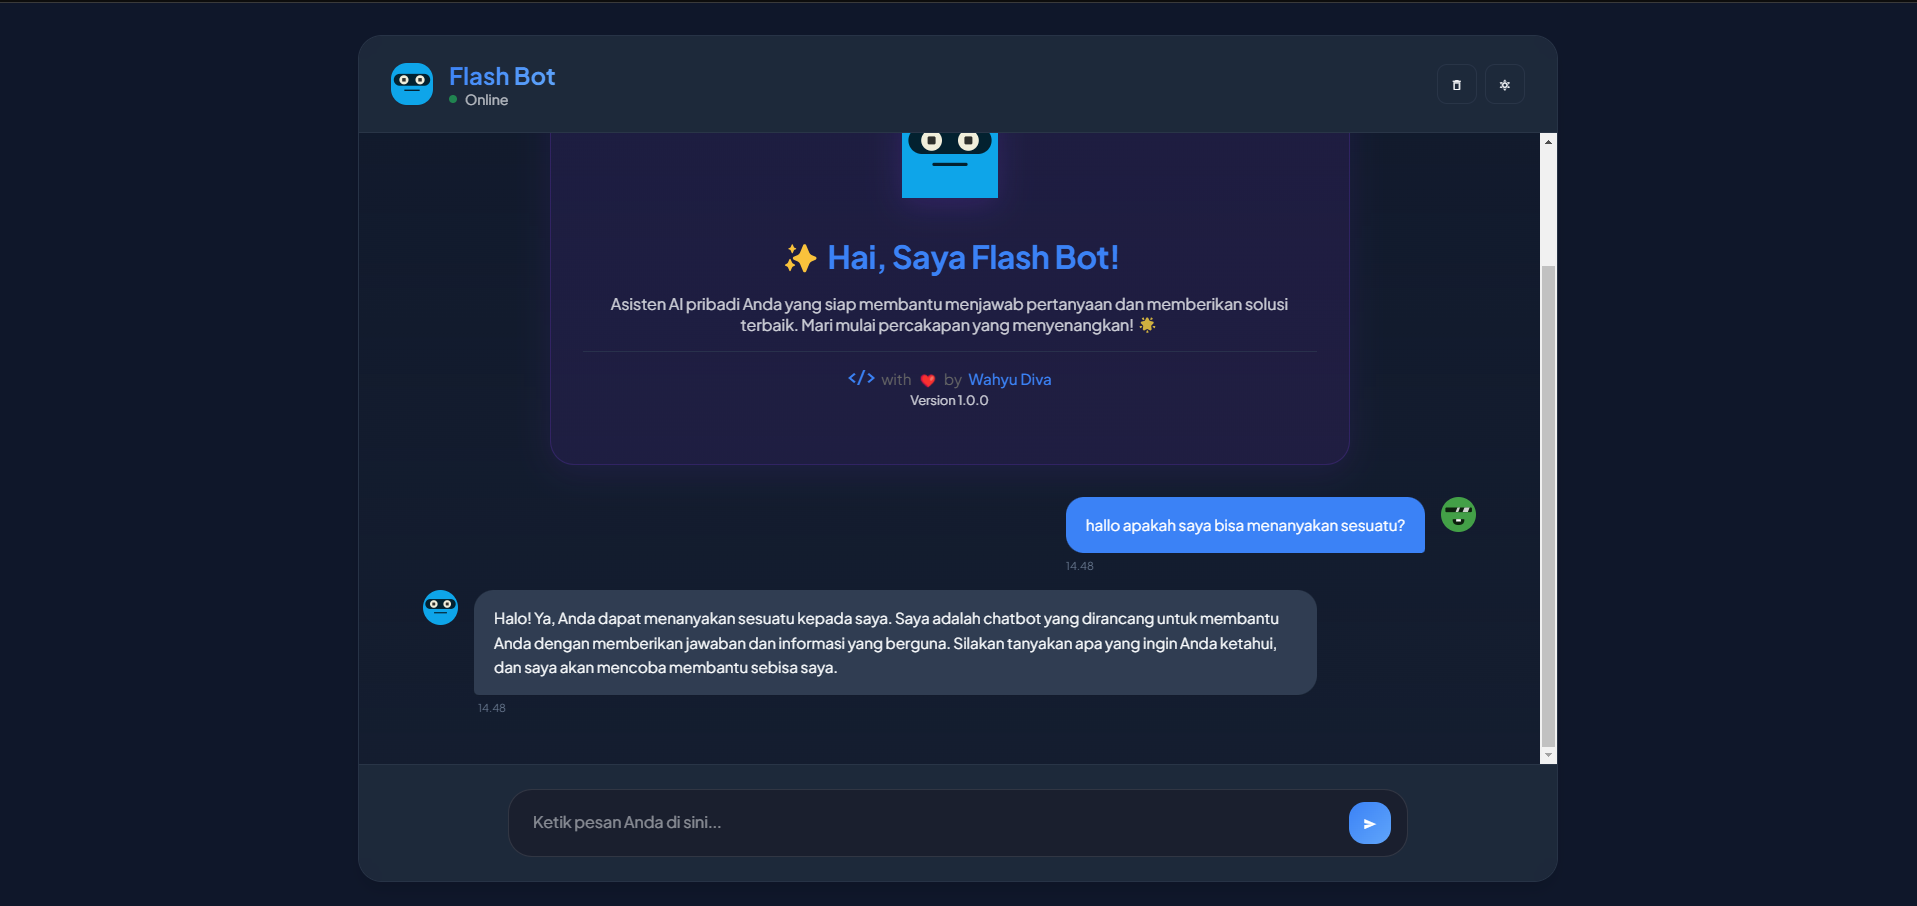 Flash Bot
Online
✨ Hai, Saya Flash Bot!
Asisten AI pribadi Anda yang siap membantu menjawab pertanyaan dan memberikan solusi
terbaik. Mari mulai percakapan yang menyenangkan! 🌟
</> with ❤️ by Wahyu Diva
Version 1.0.0
hallo apakah saya bisa menanyakan sesuatu?
14.48
Halo! Ya, Anda dapat menanyakan sesuatu kepada saya. Saya adalah chatbot yang dirancang untuk membantu
Anda dengan memberikan jawaban dan informasi yang berguna. Silakan tanyakan apa yang ingin Anda ketahui,
dan saya akan mencoba membantu sebisa saya.
14.48
Ketik pesan Anda di sini...